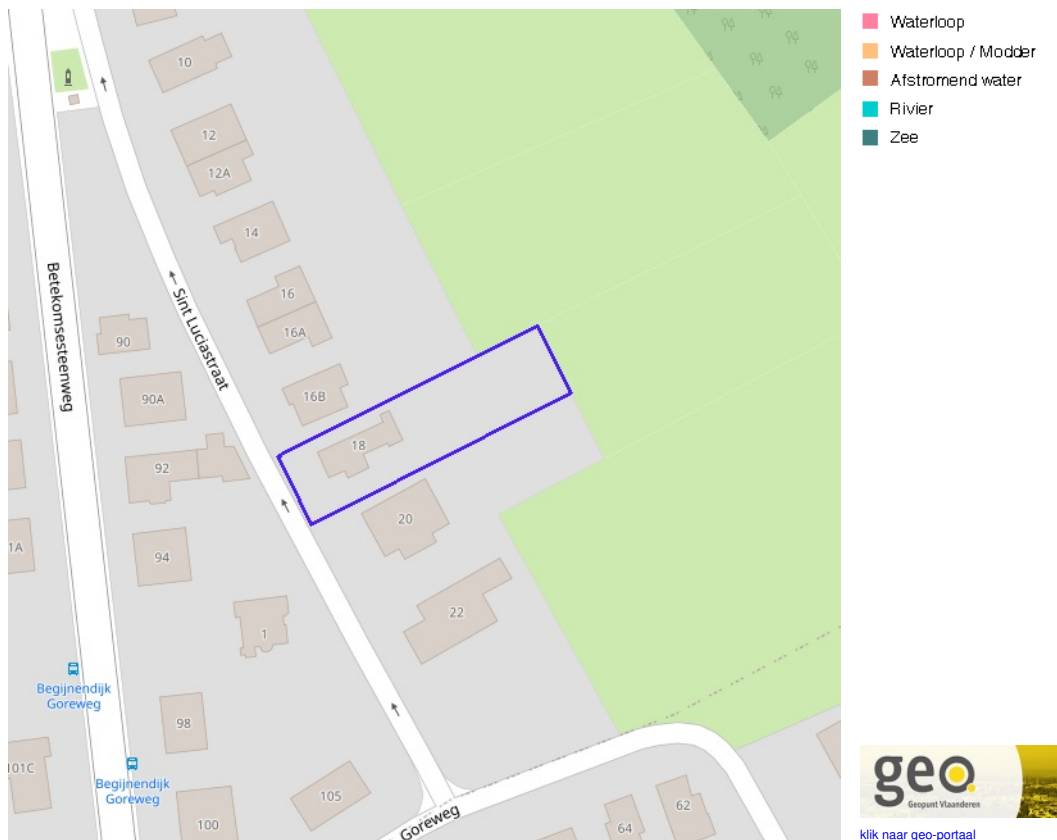 10
12
12A
14
16
16A
16B
18
20
22
90
90A
92
94
1
98
100
105
101C
1A
62
64
Betekomsesteenweg
Sint Luciastraat
Goreweg
Begijnendijk
Goreweg
Begijnendijk
Goreweg
Waterloop
Waterloop / Modder
Afstromend water
Rivier
Zee
geo.
Geopunt Vlaanderen
klik naar geo-portaal